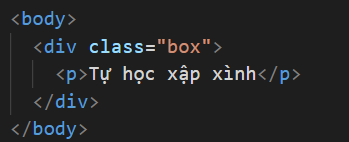 <body>
<div class="box">
<p>Tự học xập xình</p>
</div>
</body>